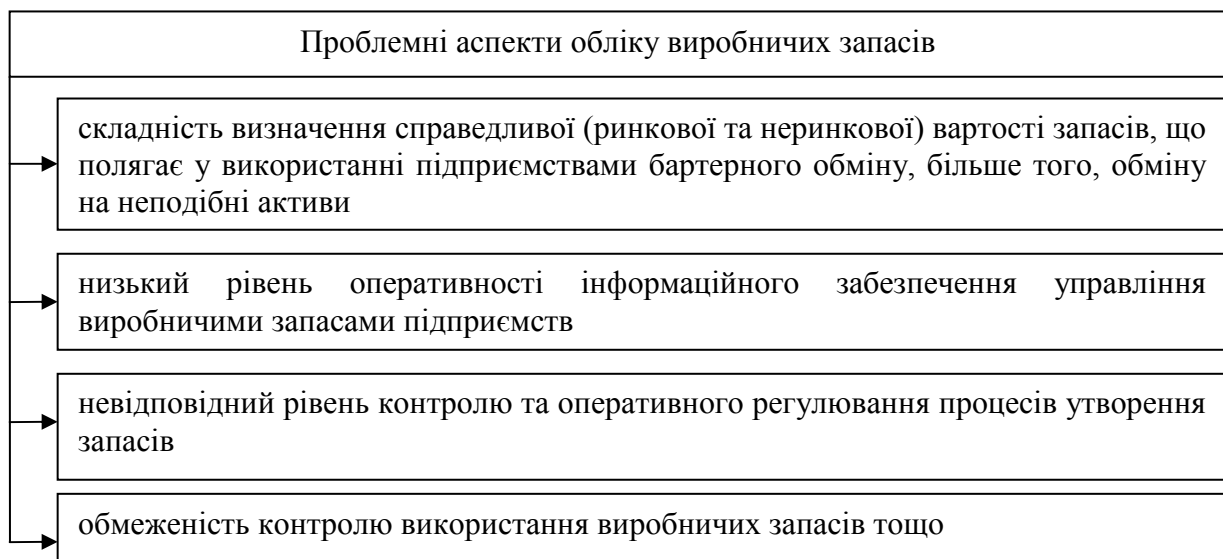 Проблемні аспекти обліку виробничих запасів
складність визначення справедливої (ринкової та неринкової) вартості запасів, що
полягає у використанні підприємствами бартерного обміну, більше того, обміну
на неподібні активи
низький рівень оперативності інформаційного забезпечення управління
виробничими запасами підприємств
невідповідний рівень контролю та оперативного регулювання процесів утворення
запасів
обмеженість контролю використання виробничих запасів тощо